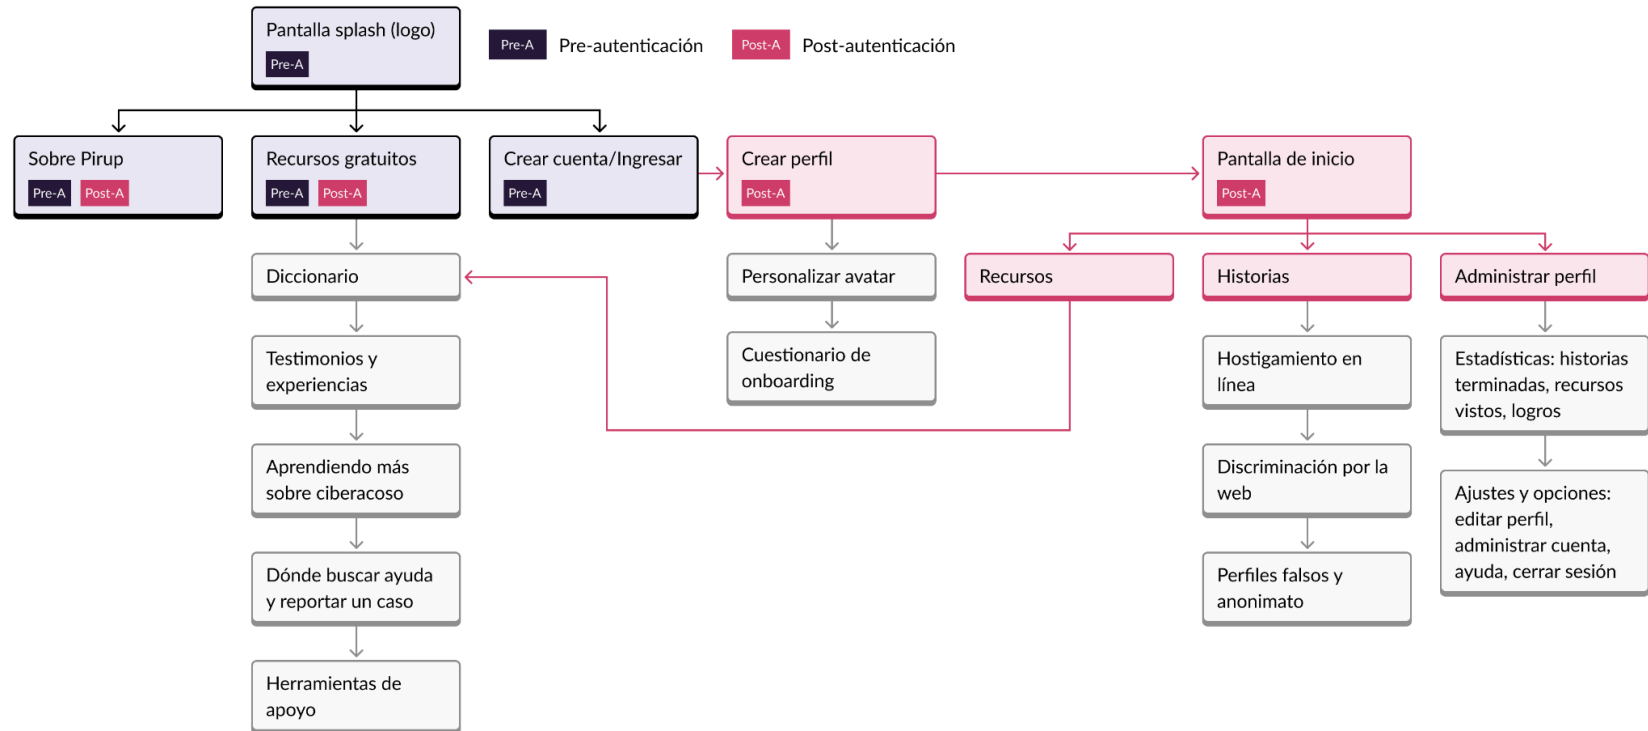 Pantalla splash (logo)
Pre-A
Pre-A Pre-autenticación
Post-A Post-autenticación
Sobre Pirup
Pre-A Post-A
Recursos gratuitos
Pre-A Post-A
Crear cuenta/Ingresar
Pre-A
Crear perfil
Post-A
Pantalla de inicio
Post-A
Diccionario
Testimonios y
experiencias
Aprendiendo más
sobre ciberacoso
Dónde buscar ayuda
y reportar un caso
Herramientas de
apoyo
Personalizar avatar
Cuestionario de
onboarding
Recursos
Historias
Hostigamiento en
línea
Discriminación por la
web
Perfiles falsos y
anonimato
Administrar perfil
Estadísticas: historias
terminadas, recursos
vistos, logros
Ajustes y opciones:
editar perfil,
administrar cuenta,
ayuda, cerrar sesión